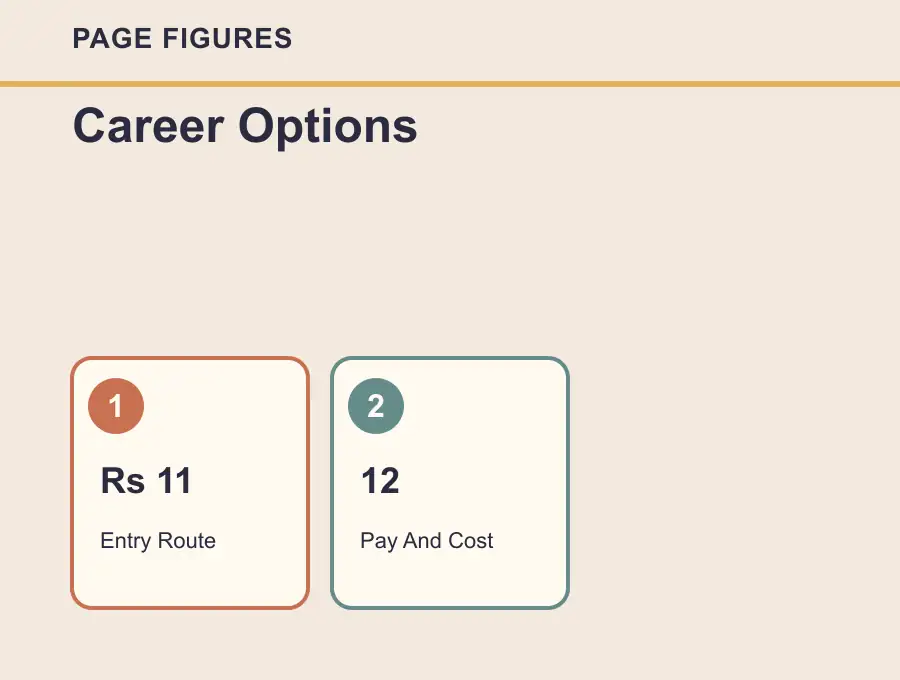 PAGE FIGURES
Career Options
1
Rs 11
Entry Route
2
12
Pay And Cost